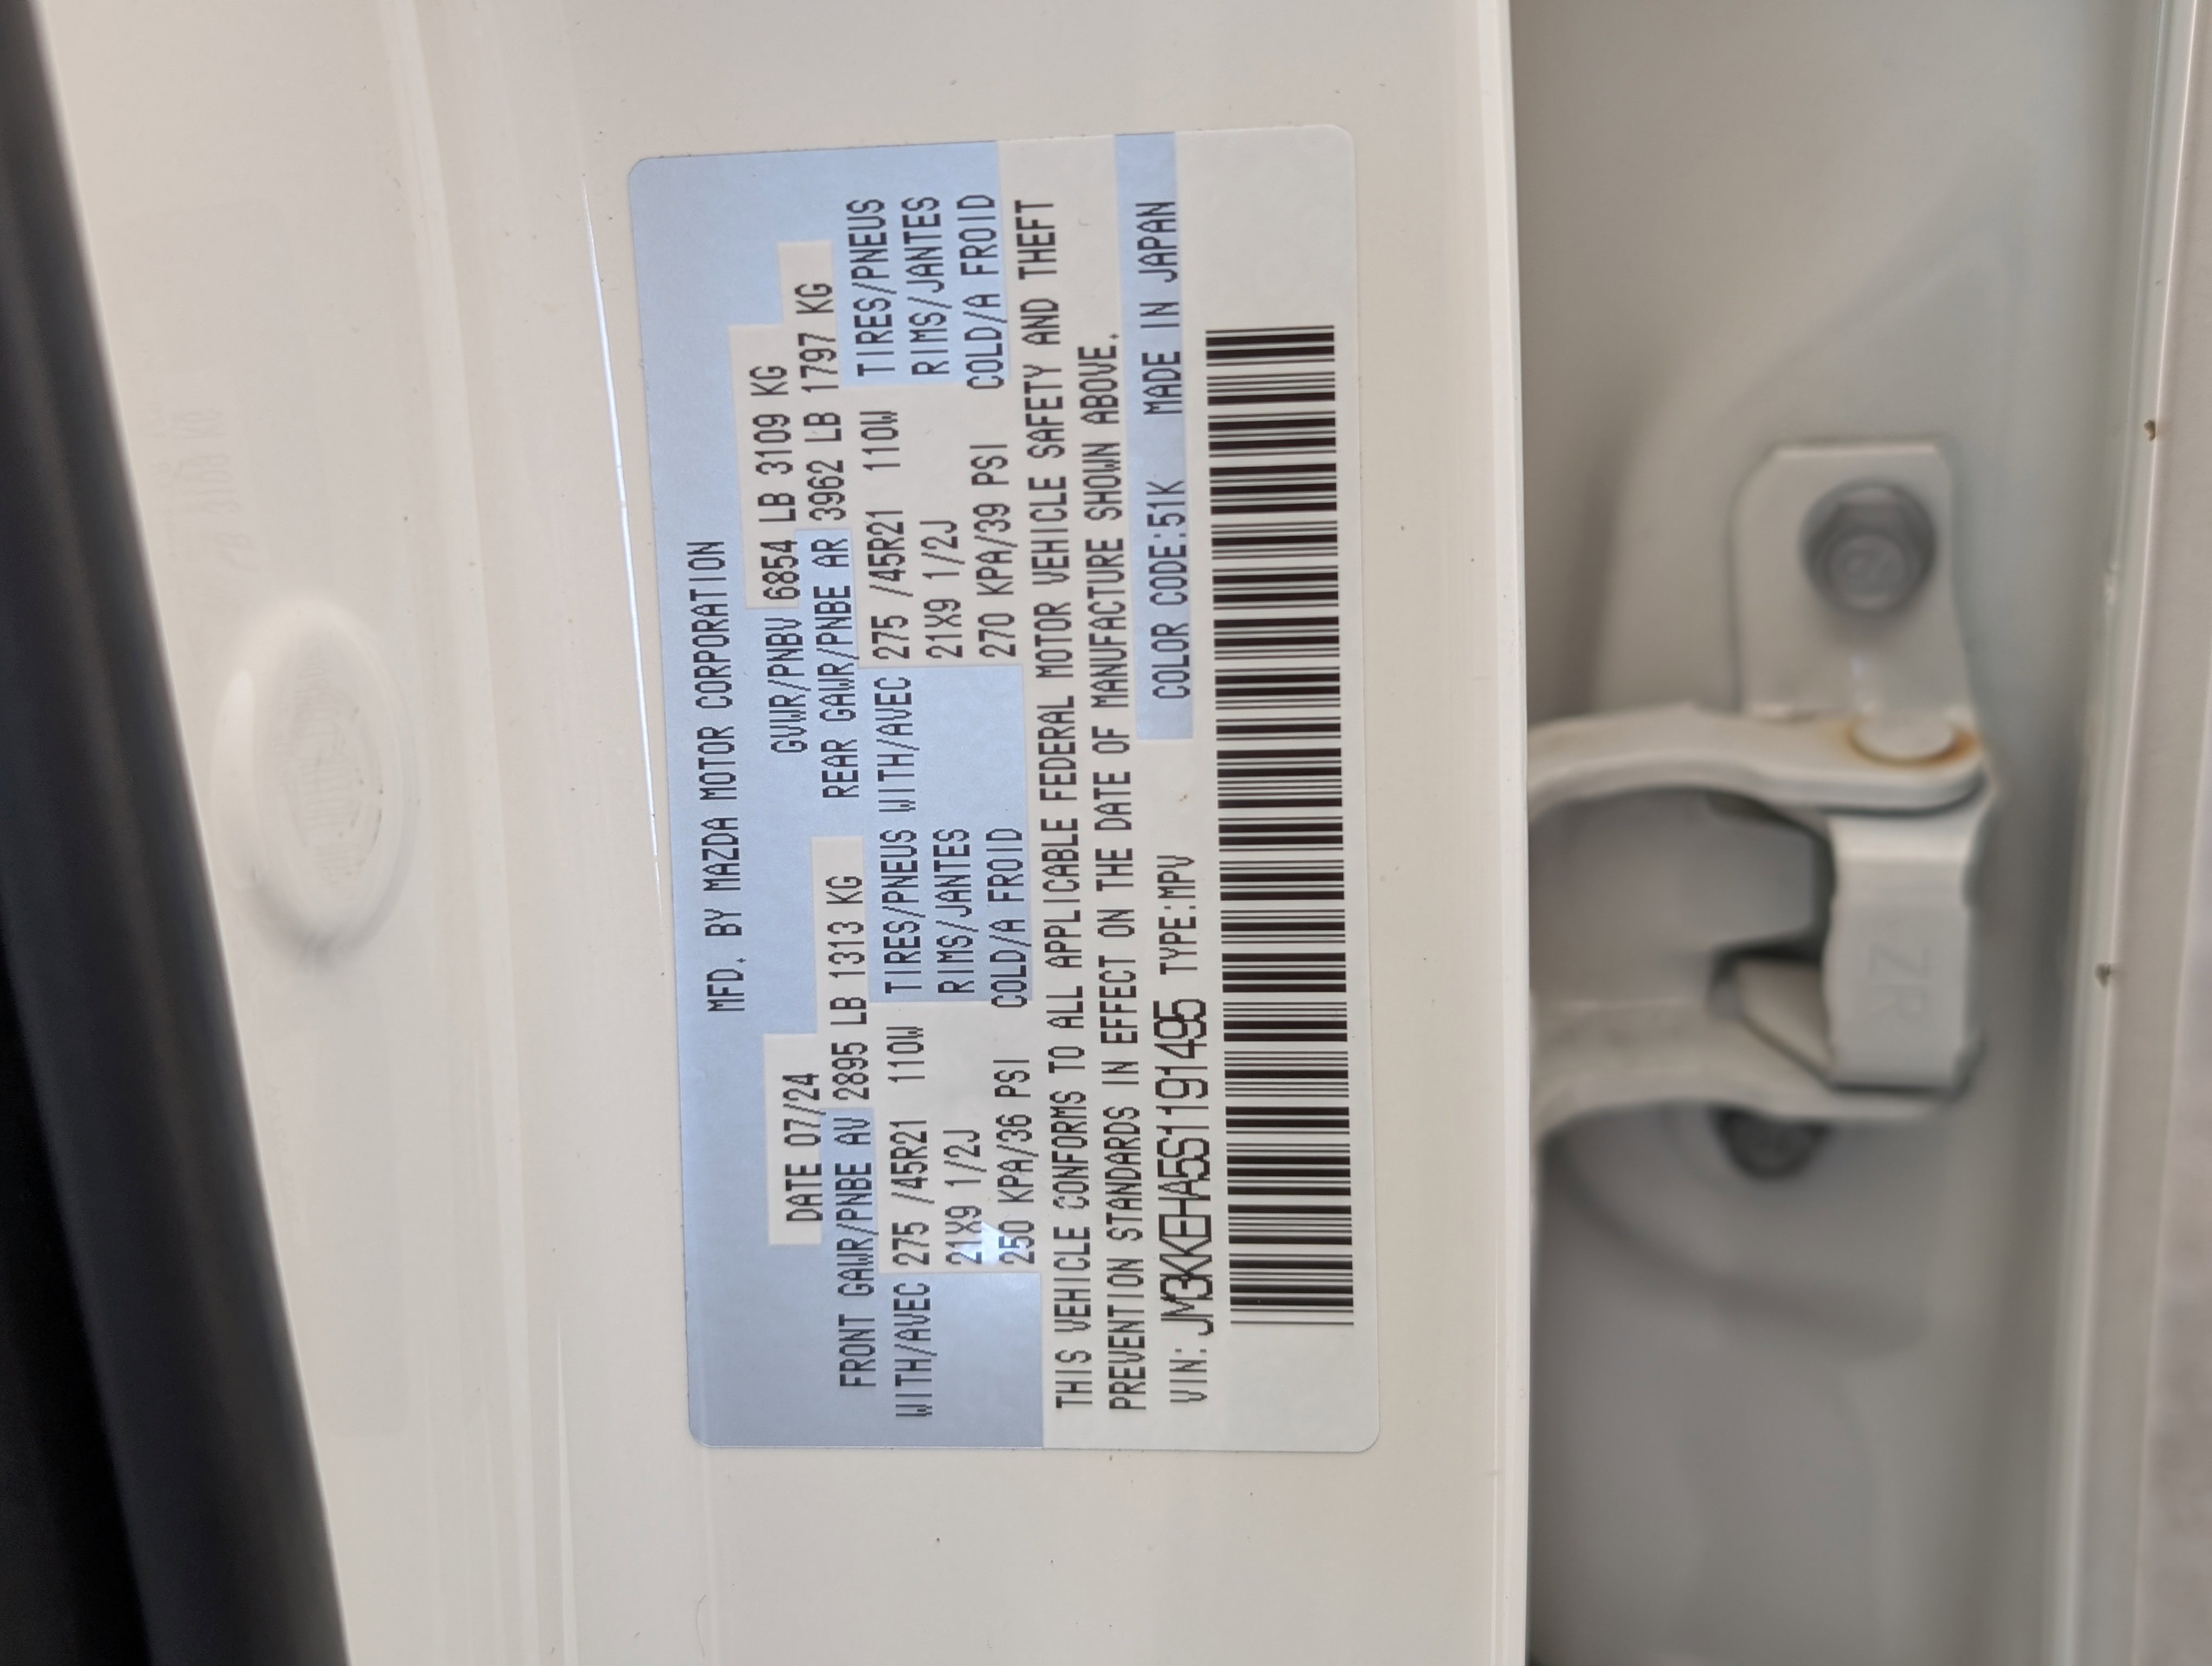 MFD. BY MAZDA MOTOR CORPORATION
DATE 07/24 GVWR/PNBV 6854 LB 3109 KG
FRONT GAWR/PNBE AV 2895 LB 1313 KG REAR GAWR/PNBE AR 3962 LB 1797 KG
WITH/AVEC 275 /45R21 110W TIRES/PNEUS WITH/AVEC 275 /45R21 110W TIRES/PNEUS
21X9 1/2J RIMS/JANTES 21X9 1/2J RIMS/JANTES
250 KPA/36 PSI COLD/A FROID 270 KPA/39 PSI COLD/A FROID
THIS VEHICLE CONFORMS TO ALL APPLICABLE FEDERAL MOTOR VEHICLE SAFETY AND THEFT
PREVENTION STANDARDS IN EFFECT ON THE DATE OF MANUFACTURE SHOWN ABOVE.
VIN: JM3KKEHA5S1191495 TYPE:MPV COLOR CODE:51K MADE IN JAPAN
ZR